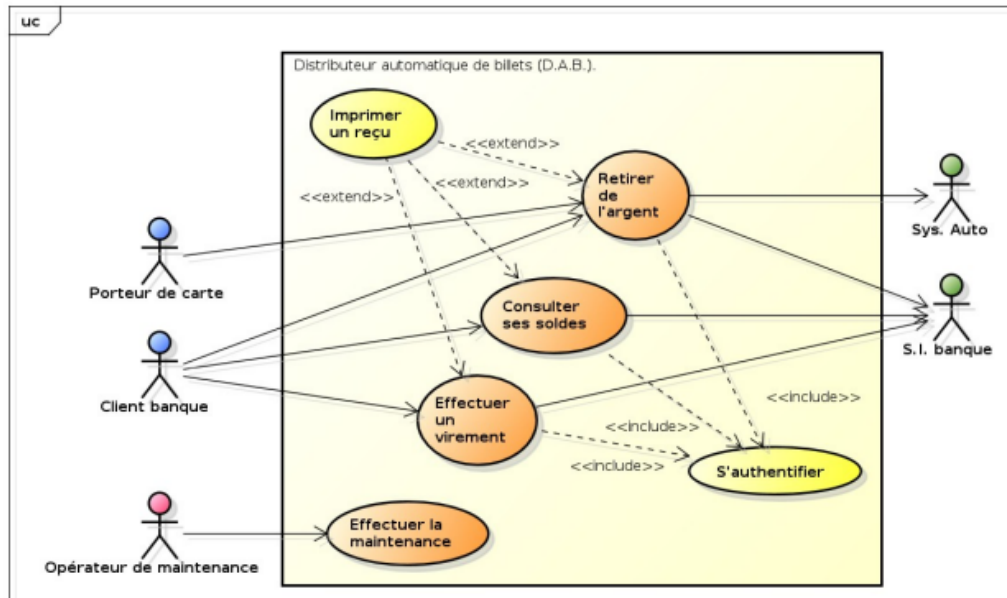 uc
Distributeur automatique de billets (D.A.B.).
Imprimer
un reçu
<<extend>>
<<extend>>
<<extend>>
Retirer
de
l'argent
Sys. Auto
Porteur de carte
Consulter
ses soldes
S.I. banque
Client banque
Effectuer
un
virement
<<include>>
<<include>>
<<include>>
S'authentifier
Effectuer la
maintenance
Opérateur de maintenance